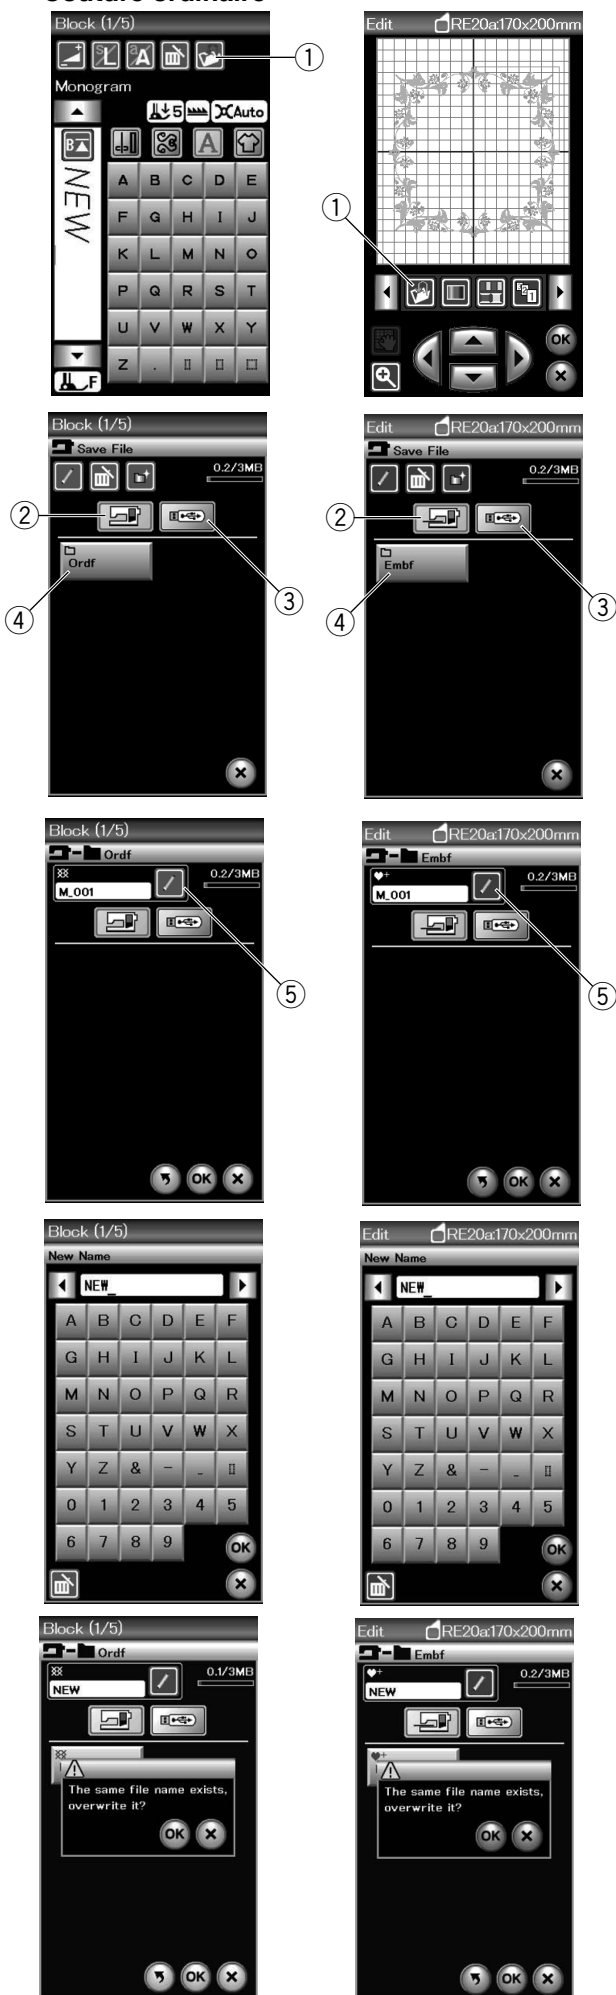 Couture ordinaire
Block (1/5)
Monogram
5 Auto
NEW
A B C D E
F G H I J
K L M N O
P Q R S T
U V W X Y
Z .
F
①
Edit RE20a:170x200mm
①
OK
Block (1/5)
Save File
0.2/3MB
②
③
Ordf
④
Edit RE20a:170x200mm
Save File
0.2/3MB
②
③
Embf
④
Block (1/5)
Ordf
M_001
0.2/3MB
⑤
OK
Edit RE20a:170x200mm
Embf
M_001
0.2/3MB
⑤
OK
Block (1/5)
New Name
NEW_
A B C D E F
G H I J K L
M N O P Q R
S T U V W X
Y Z & - _
0 1 2 3 4 5
6 7 8 9
OK
Edit RE20a:170x200mm
New Name
NEW_
A B C D E F
G H I J K L
M N O P Q R
S T U V W X
Y Z & - _
0 1 2 3 4 5
6 7 8 9
OK
Block (1/5)
Ordf
NEW
0.1/3MB
The same file name exists,
overwrite it?
OK
OK
Edit RE20a:170x200mm
Embf
NEW
0.2/3MB
The same file name exists,
overwrite it?
OK
OK